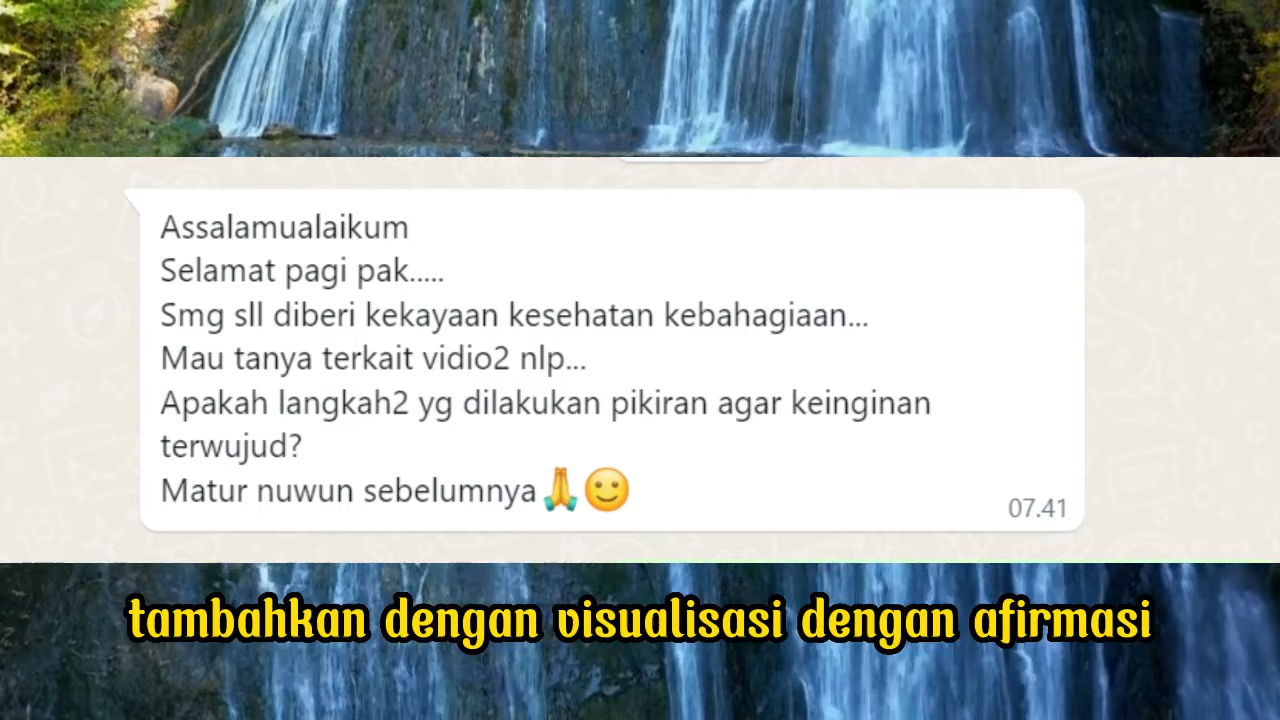 Assalamualaikum
Selamat pagi pak.....
Smg sll diberi kekayaan kesehatan kebahagiaan...
Mau tanya terkait vidio2 nlp...
Apakah langkah2 yg dilakukan pikiran agar keinginan
terwujud?
Matur nuwun sebelumnya🙏🙂
07.41
tambahkan dengan visualisasi dengan afirmasi